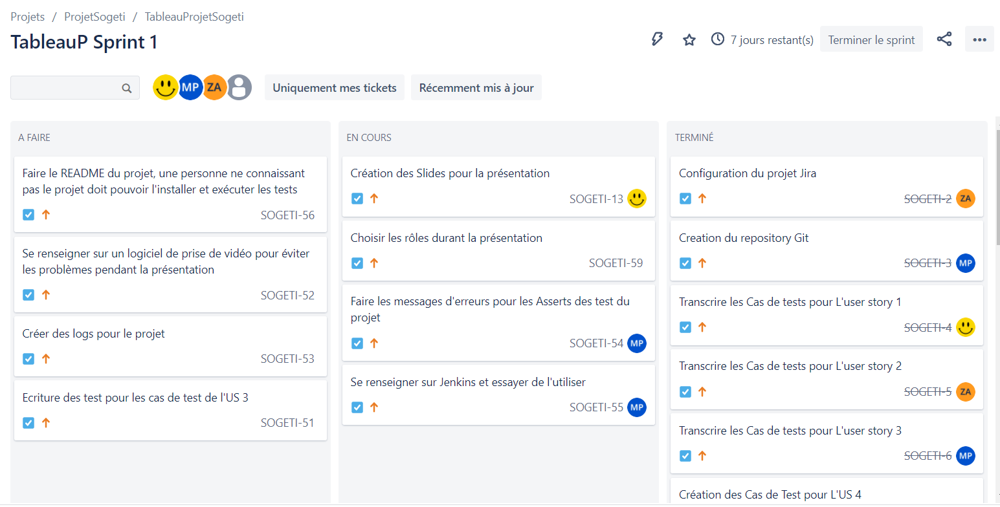 Projets / ProjetSogeti / TableauProjetSogeti
TableauP Sprint 1
7 jours restant(s)
Terminer le sprint
MP
ZA
Uniquement mes tickets
Récemment mis à jour
A FAIRE
Faire le README du projet, une personne ne connaissant
pas le projet doit pouvoir l'installer et exécuter les tests
SOGETI-56
Se renseigner sur un logiciel de prise de vidéo pour éviter
les problèmes pendant la présentation
SOGETI-52
Créer des logs pour le projet
SOGETI-53
Ecriture des test pour les cas de test de l'US 3
SOGETI-51
EN COURS
Création des Slides pour la présentation
SOGETI-13
Choisir les rôles durant la présentation
SOGETI-59
Faire les messages d'erreurs pour les Asserts des test du
projet
SOGETI-54 MP
Se renseigner sur Jenkins et essayer de l'utiliser
SOGETI-55 MP
TERMINÉ
Configuration du projet Jira
SOGETI-2 ZA
Creation du repository Git
SOGETI-3 MP
Transcrire les Cas de tests pour L'user story 1
SOGETI-4
Transcrire les Cas de tests pour L'user story 2
SOGETI-5 ZA
Transcrire les Cas de tests pour L'user story 3
SOGETI-6 MP
Création des Cas de Test pour L'US 4